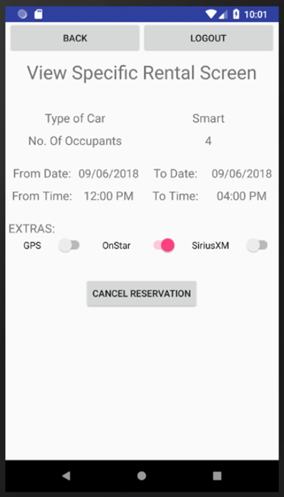 10:01
BACK LOGOUT
View Specific Rental Screen
Type of Car Smart
No. Of Occupants 4
From Date: 09/06/2018 To Date: 09/06/2018
From Time: 12:00 PM To Time: 04:00 PM
EXTRAS:
GPS OnStar SiriusXM
CANCEL RESERVATION